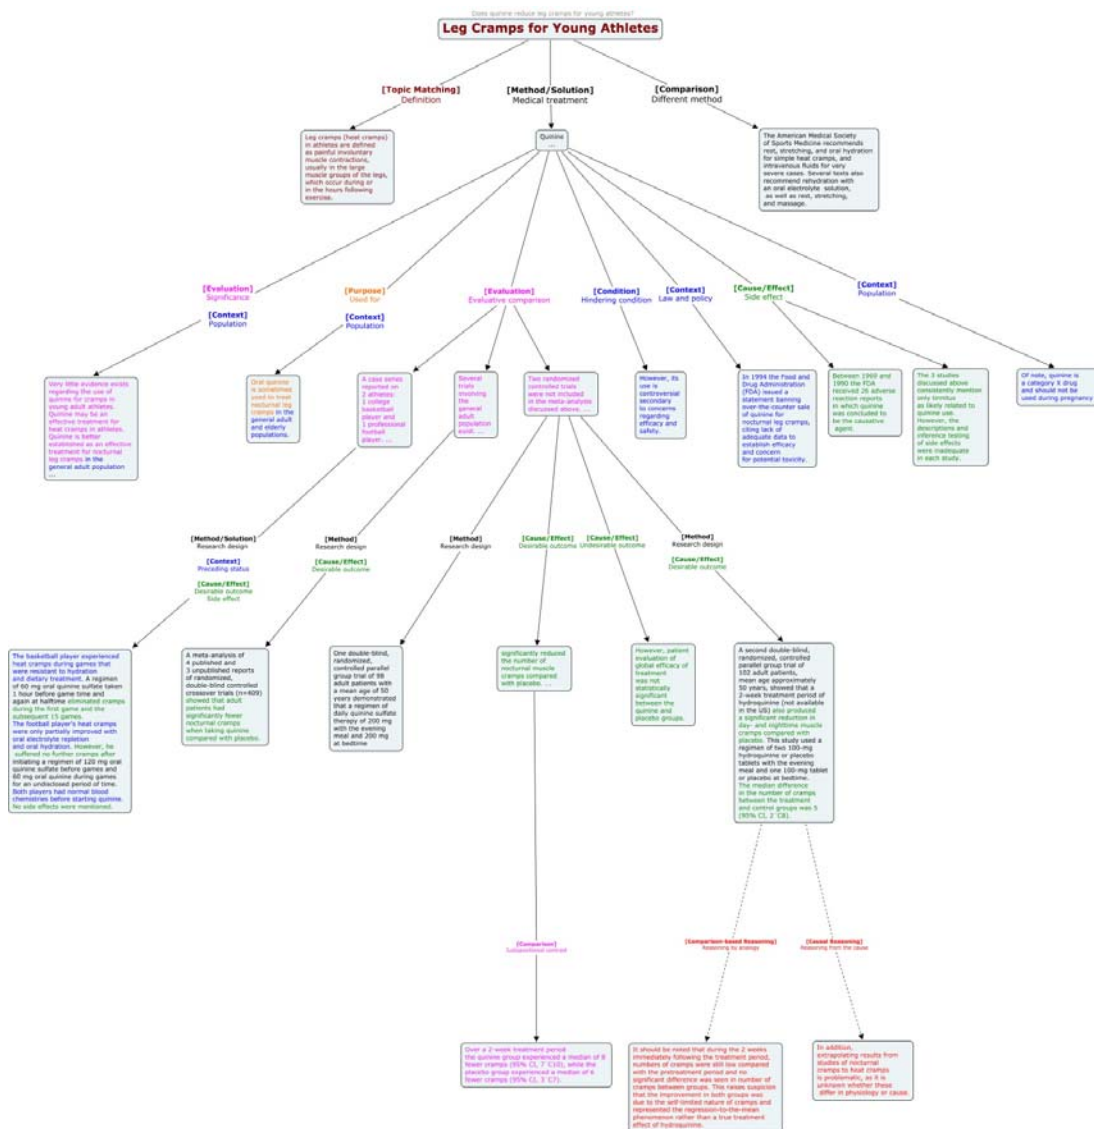 Does quinine reduce leg cramps for young athletes?
Leg Cramps for Young Athletes
[Topic Matching]
Definition
[Method/Solution]
Medical treatment
[Comparison]
Different method
Leg cramps (heat cramps)
in athletes are defined
as painful involuntary
muscle contractions,
usually in the large
muscle groups of the legs,
which occur during or
in the hours following
exercise.
Quinine
...
The American Medical Society
of Sports Medicine recommends
rest, stretching, and oral hydration
for simple heat cramps, and
intravenous fluids for very
severe cases. Several texts also
recommend rehydration with
an oral electrolyte solution,
as well as rest, stretching,
and massage.
[Evaluation]
Significance
[Context]
Population
[Purpose]
Used for
[Context]
Population
[Evaluation]
Evaluative comparison
[Condition]
Hindering condition
[Context]
Law and policy
[Cause/Effect]
Side effect
[Context]
Population
Very little evidence exists
regarding the use of
quinine for cramps in
young adult athletes.
Quinine may be an
effective treatment for
heat cramps in athletes.
Quinine is better
established as an effective
treatment for nocturnal
leg cramps in the
general adult population
...
Oral quinine
is sometimes
used to treat
nocturnal leg
cramps in the
general adult
and elderly
populations.
A case series
reported on
2 athletes:
1 college
basketball
player and
1 professional
football
player. ...
Several
trials
involving
the
general
adult
population
exist. ...
Two randomized
controlled trials
were not included
in the meta-analysis
discussed above. ...
However, its
use is
controversial
secondary
to concerns
regarding
efficacy and
safety.
In 1994 the Food and
Drug Administration
(FDA) issued a
statement banning
over-the-counter sale
of quinine for
nocturnal leg cramps,
citing lack of
adequate data to
establish efficacy
and concern
for potential toxicity.
Between 1969 and
1990 the FDA
received 26 adverse
reaction reports
in which quinine
was concluded to
be the causative
agent.
The 3 studies
discussed above
consistently mention
only tinnitus
as likely related to
quinine use.
However, the
descriptions and
inference testing
of side effects
were inadequate
in each study.
Of note, quinine is
a category X drug
and should not be
used during pregnancy
[Method/Solution]
Research design
[Context]
Preceding status
[Cause/Effect]
Desirable outcome
Side effect
[Method]
Research design
[Cause/Effect]
Desirable outcome
[Method]
Research design
[Cause/Effect]
Desirable outcome
[Cause/Effect]
Undesirable outcome
[Method]
Research design
[Cause/Effect]
Desirable outcome
The basketball player experienced
heat cramps during games that
were resistant to hydration
and dietary treatment. A regimen
of 60 mg oral quinine sulfate taken
1 hour before game time and
again at halftime eliminated cramps
during the first game and the
subsequent 15 games.
The football player's heat cramps
were only partially improved with
oral electrolyte repletion
and oral hydration. However, he
suffered no further cramps after
initiating a regimen of 120 mg oral
quinine sulfate before games and
60 mg oral quinine during games
for an undisclosed period of time.
Both players had normal blood
chemistries before starting quinine.
No side effects were mentioned.
A meta-analysis of
4 published and
3 unpublished reports
of randomized,
double-blind controlled
crossover trials (n=409)
showed that adult
patients had
significantly fewer
nocturnal cramps
when taking quinine
compared with placebo.
One double-blind,
randomized,
controlled parallel
group trial of 98
adult patients with
a mean age of 50
years demonstrated
that a regimen of
daily quinine sulfate
therapy of 200 mg
with the evening
meal and 200 mg
at bedtime
significantly reduced
the number of
nocturnal muscle
cramps compared
with placebo. ...
However, patient
evaluation of
global efficacy of
treatment
was not
statistically
significant
between the
quinine and
placebo groups.
A second double-blind,
randomized, controlled
parallel group trial of
102 adult patients,
mean age approximately
50 years, showed that a
2-week treatment period of
hydroquinine (not available
in the US) also produced
a significant reduction in
day- and nighttime muscle
cramps compared with
placebo. This study used a
regimen of two 100-mg
hydroquinine or placebo
tablets with the evening
meal and one 100-mg tablet
or placebo at bedtime.
The median difference
in the number of cramps
between the treatment
and control groups was 5
(95% CI, 2¨C8).
[Comparison]
[Comparison-based Reasoning]
Reasoning by analogy
[Causal Reasoning]
Reasoning from the cause
Over a 2-week treatment period
the quinine group experienced a median of 8
fewer cramps (95% CI, 7¨C10), while the
placebo group experienced a median of 6
fewer cramps (95% CI, 3¨C7).
It should be noted that during the 2 weeks
immediately following the treatment period,
numbers of cramps were still low compared
with the pretreatment period and no
significant difference was seen in number of
cramps between groups. This raises suspicion
that the improvement in both groups was
due to the self-limited nature of cramps and
represented the regression-to-the-mean
phenomenon rather than a true treatment
effect of hydroquinine.
In addition,
extrapolating results from
studies of nocturnal
cramps to heat cramps
is problematic, as it is
unknown whether these
differ in physiology or cause.